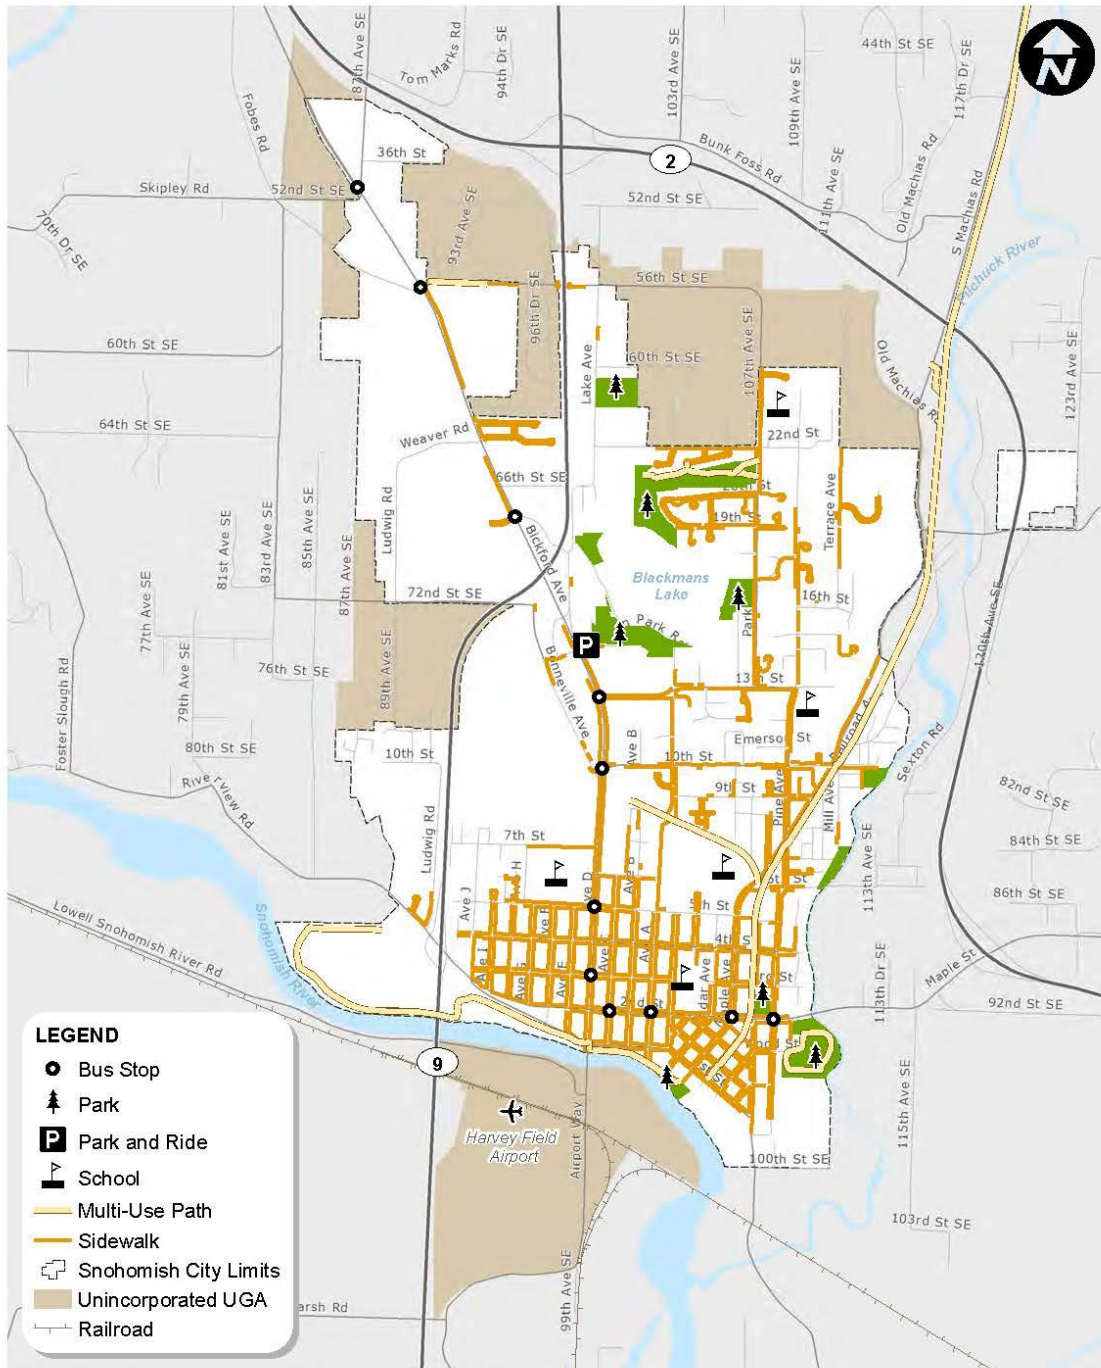 87th Ave SE
Tom Marks Rd
94th Dr SE
103rd Ave SE
44th St SE
109th Ave SE
117th Dr SE
N
Fobes Rd
36th St
2
Bunk Foss Rd
111th Ave SE
Old Machias Rd
S Machias Rd
Skipley Rd
52nd St SE
52nd St SE
70th Dr SE
93rd Ave SE
Pilchuck River
56th St SE
96th Dr SE
107th Ave SE
60th St SE
Lake Ave
60th St SE
Old Machias Rd
123rd Ave SE
64th St SE
Weaver Rd
22nd St
66th St SE
Ludwig Rd
19th St
Terrace Ave
81st Ave SE
83rd Ave SE
85th Ave SE
87th Ave SE
Bickford Ave
Blackmans
Lake
72nd St SE
16th St
77th Ave SE
Park
120th Ave SE
P
76th St SE
Bonneville Ave
89th Ave SE
13th St
Foster Slough Rd
79th Ave SE
80th St SE
10th St
Ave B
10th St
Emerson St
Sexton Rd
Riverview Rd
9th St
Pine Ave
Mill Ave
82nd St SE
Ludwig Rd
7th St
84th St SE
113th Ave SE
86th St SE
Ave J
5th St
Lowell Snohomish River Rd
Snohomish River
Ave I
Ave A
4th S
Maple St
113th Dr SE
92nd St SE
LEGEND
Bus Stop
Park
P Park and Ride
School
Multi-Use Path
Sidewalk
Snohomish City Limits
Unincorporated UGA
Railroad
9
Harvey Field
Airport
Airport Way
115th Ave SE
100th St SE
103rd St SE
99th Ave SE
arsh Rd